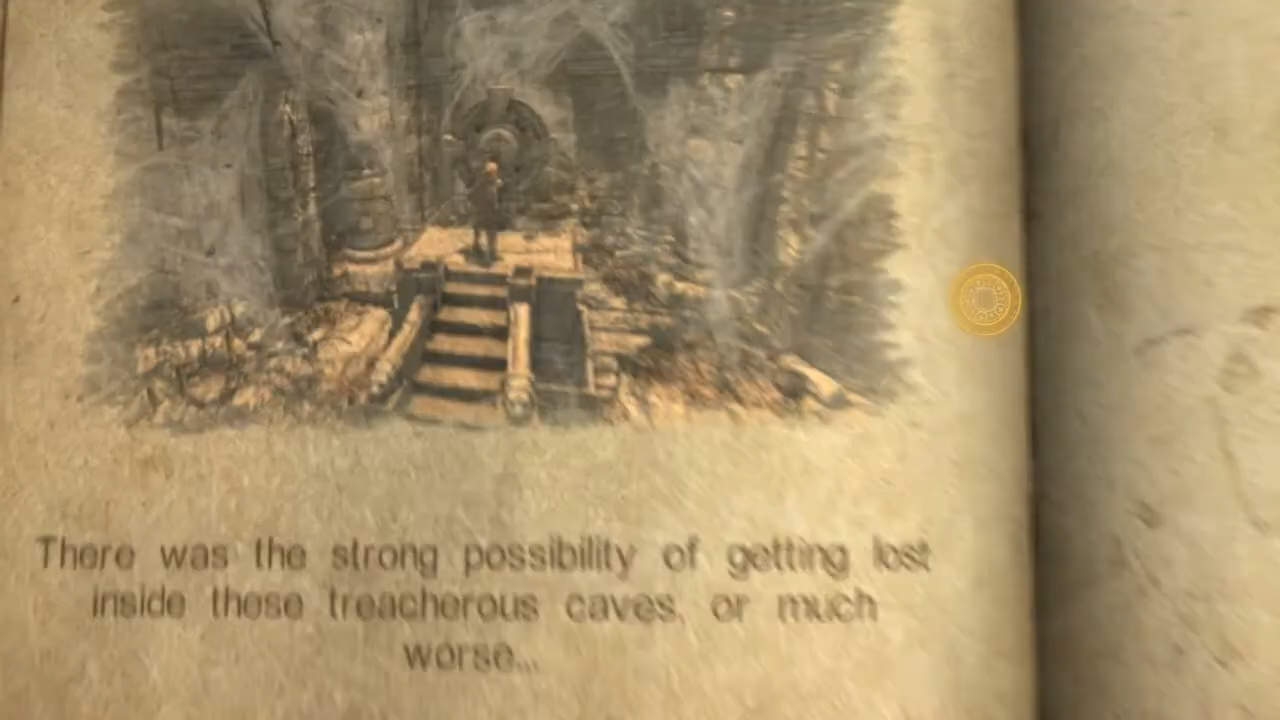 There was the strong possibility of getting lost
inside these treacherous caves, or much
worse...